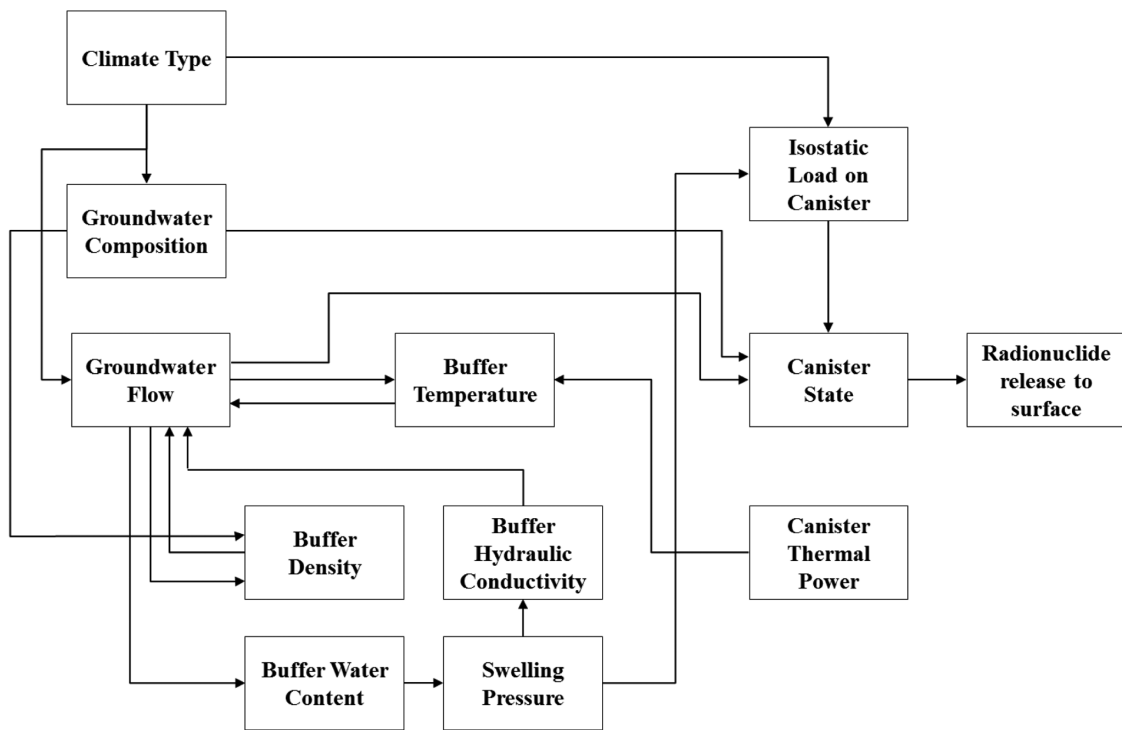 Climate Type
Isostatic
Load on
Canister
Groundwater
Composition
Groundwater
Flow
Buffer
Temperature
Canister
State
Radionuclide
release to
surface
Buffer
Density
Buffer
Hydraulic
Conductivity
Canister
Thermal
Power
Buffer Water
Content
Swelling
Pressure